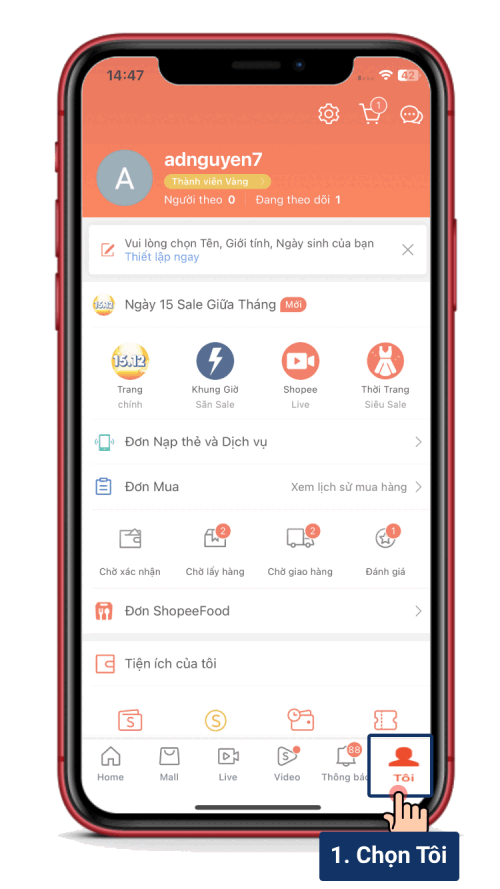 14:47
42
1
A
adnguyen7
Thành viên Vàng >
Người theo 0 Đang theo dõi 1
Vui lòng chọn Tên, Giới tính, Ngày sinh của bạn
Thiết lập ngay
15.12
Ngày 15 Sale Giữa Tháng Mới
15.12
Trang
chính
Khung Giờ
Săn Sale
Shopee
Live
Thời Trang
Siêu Sale
Đơn Nạp thẻ và Dịch vụ
Đơn Mua
Xem lịch sử mua hàng
2
2
1
Chờ xác nhận
Chờ lấy hàng
Chờ giao hàng
Đánh giá
Đơn ShopeeFood
Tiện ích của tôi
S
S
38
Home
Mall
Live
Video
Thông báo
Tôi
1. Chọn Tôi